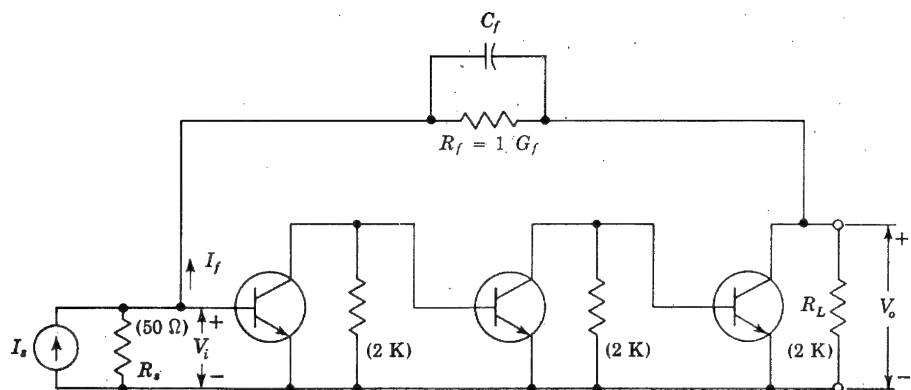 C_f
R_f = 1 G_f
I_f
+
I_s
(50 Ω)
R_s
+
V_i
−
(2 K)
(2 K)
R_L
(2 K)
+
V_o
−